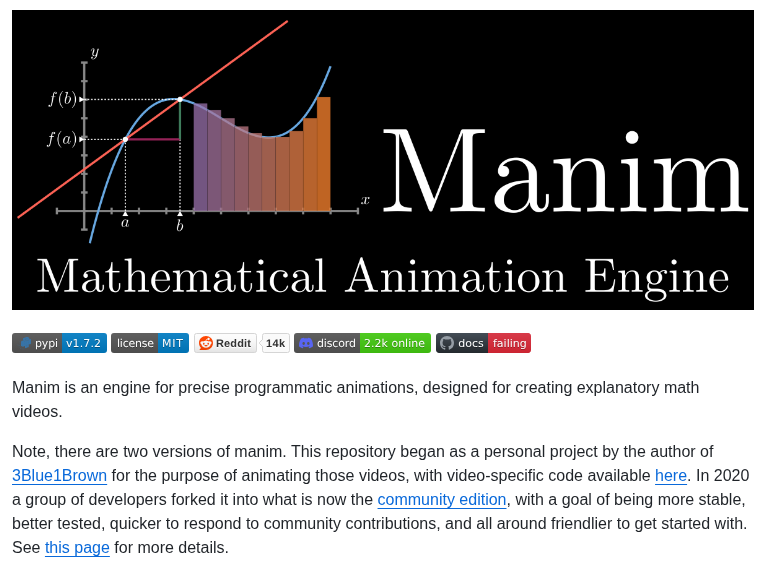 y
f(b)
f(a)
a
b
x
Manim
Mathematical Animation Engine
pypi v1.7.2 license MIT Reddit 14k discord 2.2k online docs failing
Manim is an engine for precise programmatic animations, designed for creating explanatory math
videos.
Note, there are two versions of manim. This repository began as a personal project by the author of
3Blue1Brown for the purpose of animating those videos, with video-specific code available here. In 2020
a group of developers forked it into what is now the community edition, with a goal of being more stable,
better tested, quicker to respond to community contributions, and all around friendlier to get started with.
See this page for more details.